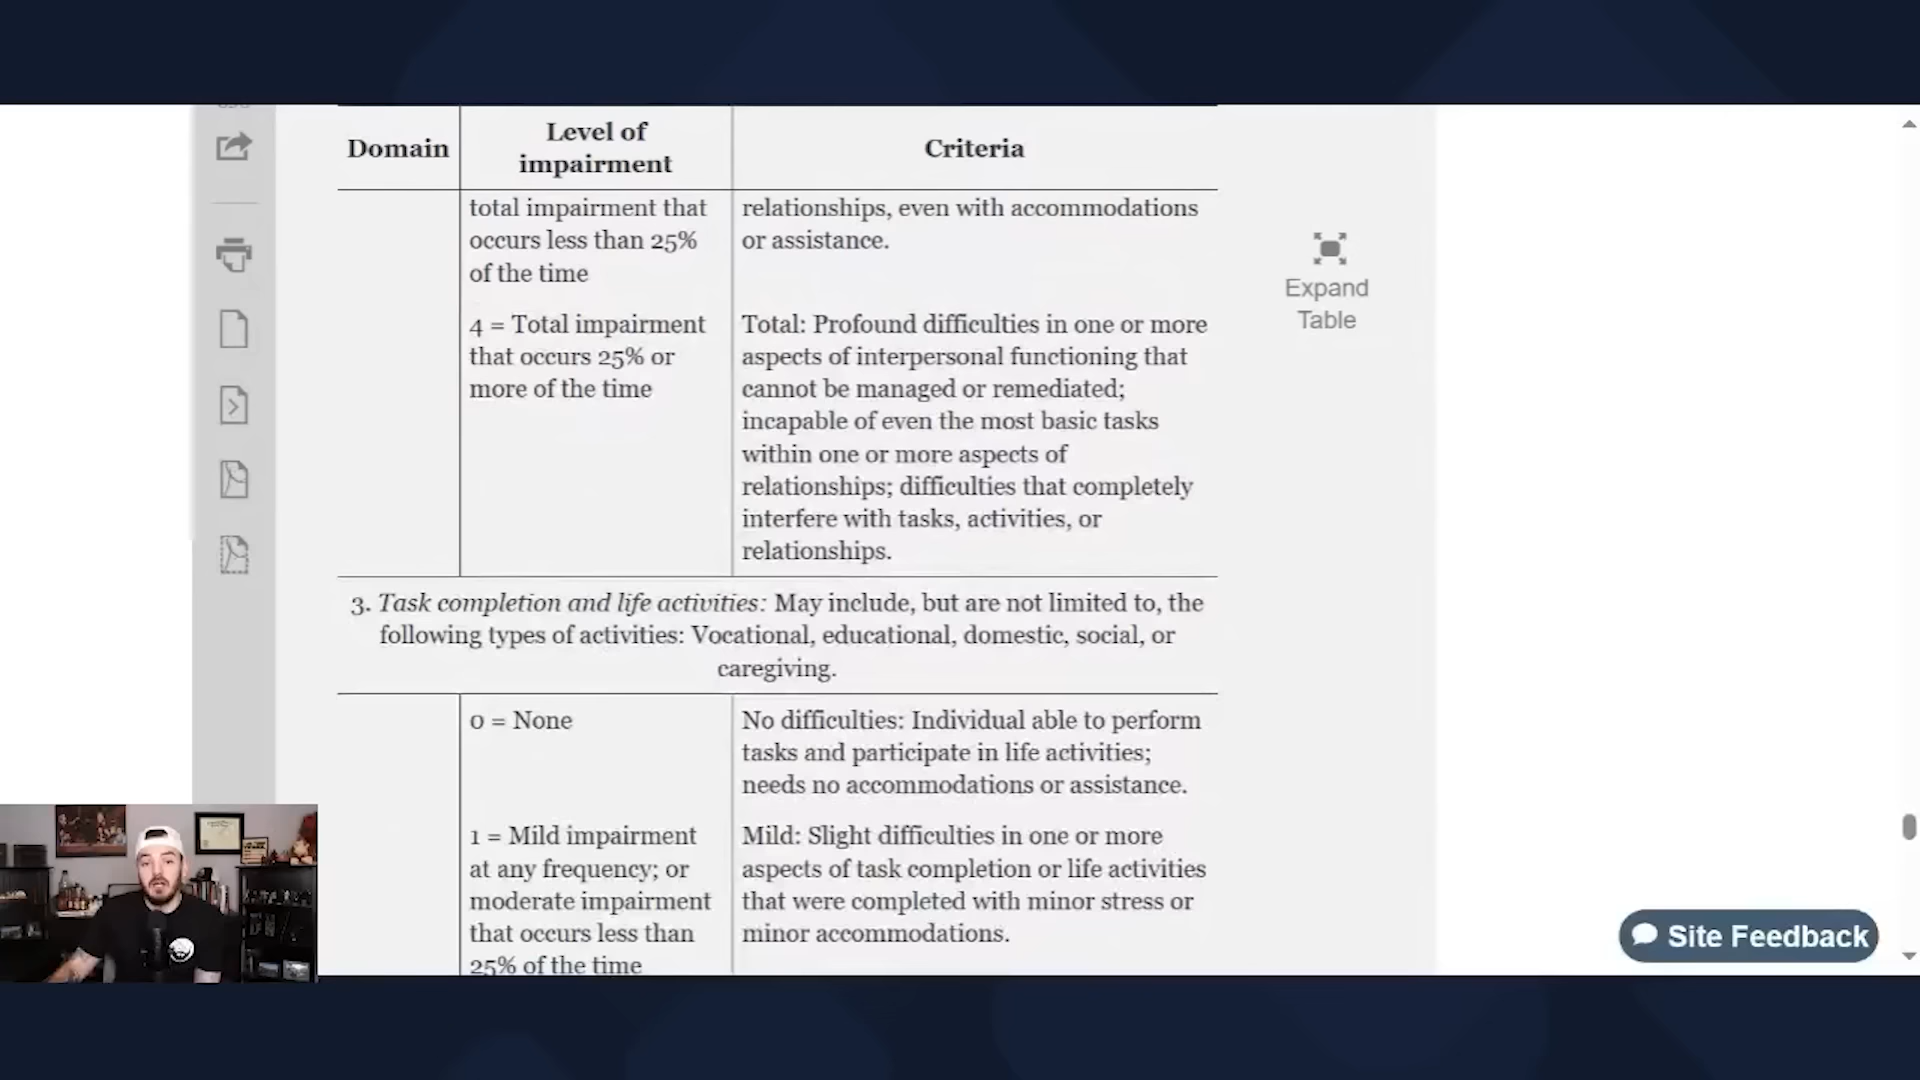 Domain
Level of
impairment
Criteria
total impairment that
occurs less than 25%
of the time
relationships, even with accommodations
or assistance.
4 = Total impairment
that occurs 25% or
more of the time
Total: Profound difficulties in one or more
aspects of interpersonal functioning that
cannot be managed or remediated;
incapable of even the most basic tasks
within one or more aspects of
relationships; difficulties that completely
interfere with tasks, activities, or
relationships.
3. Task completion and life activities: May include, but are not limited to, the
following types of activities: Vocational, educational, domestic, social, or
caregiving.
0 = None
No difficulties: Individual able to perform
tasks and participate in life activities;
needs no accommodations or assistance.
1 = Mild impairment
at any frequency; or
moderate impairment
that occurs less than
25% of the time
Mild: Slight difficulties in one or more
aspects of task completion or life activities
that were completed with minor stress or
minor accommodations.
Expand
Table
Site Feedback